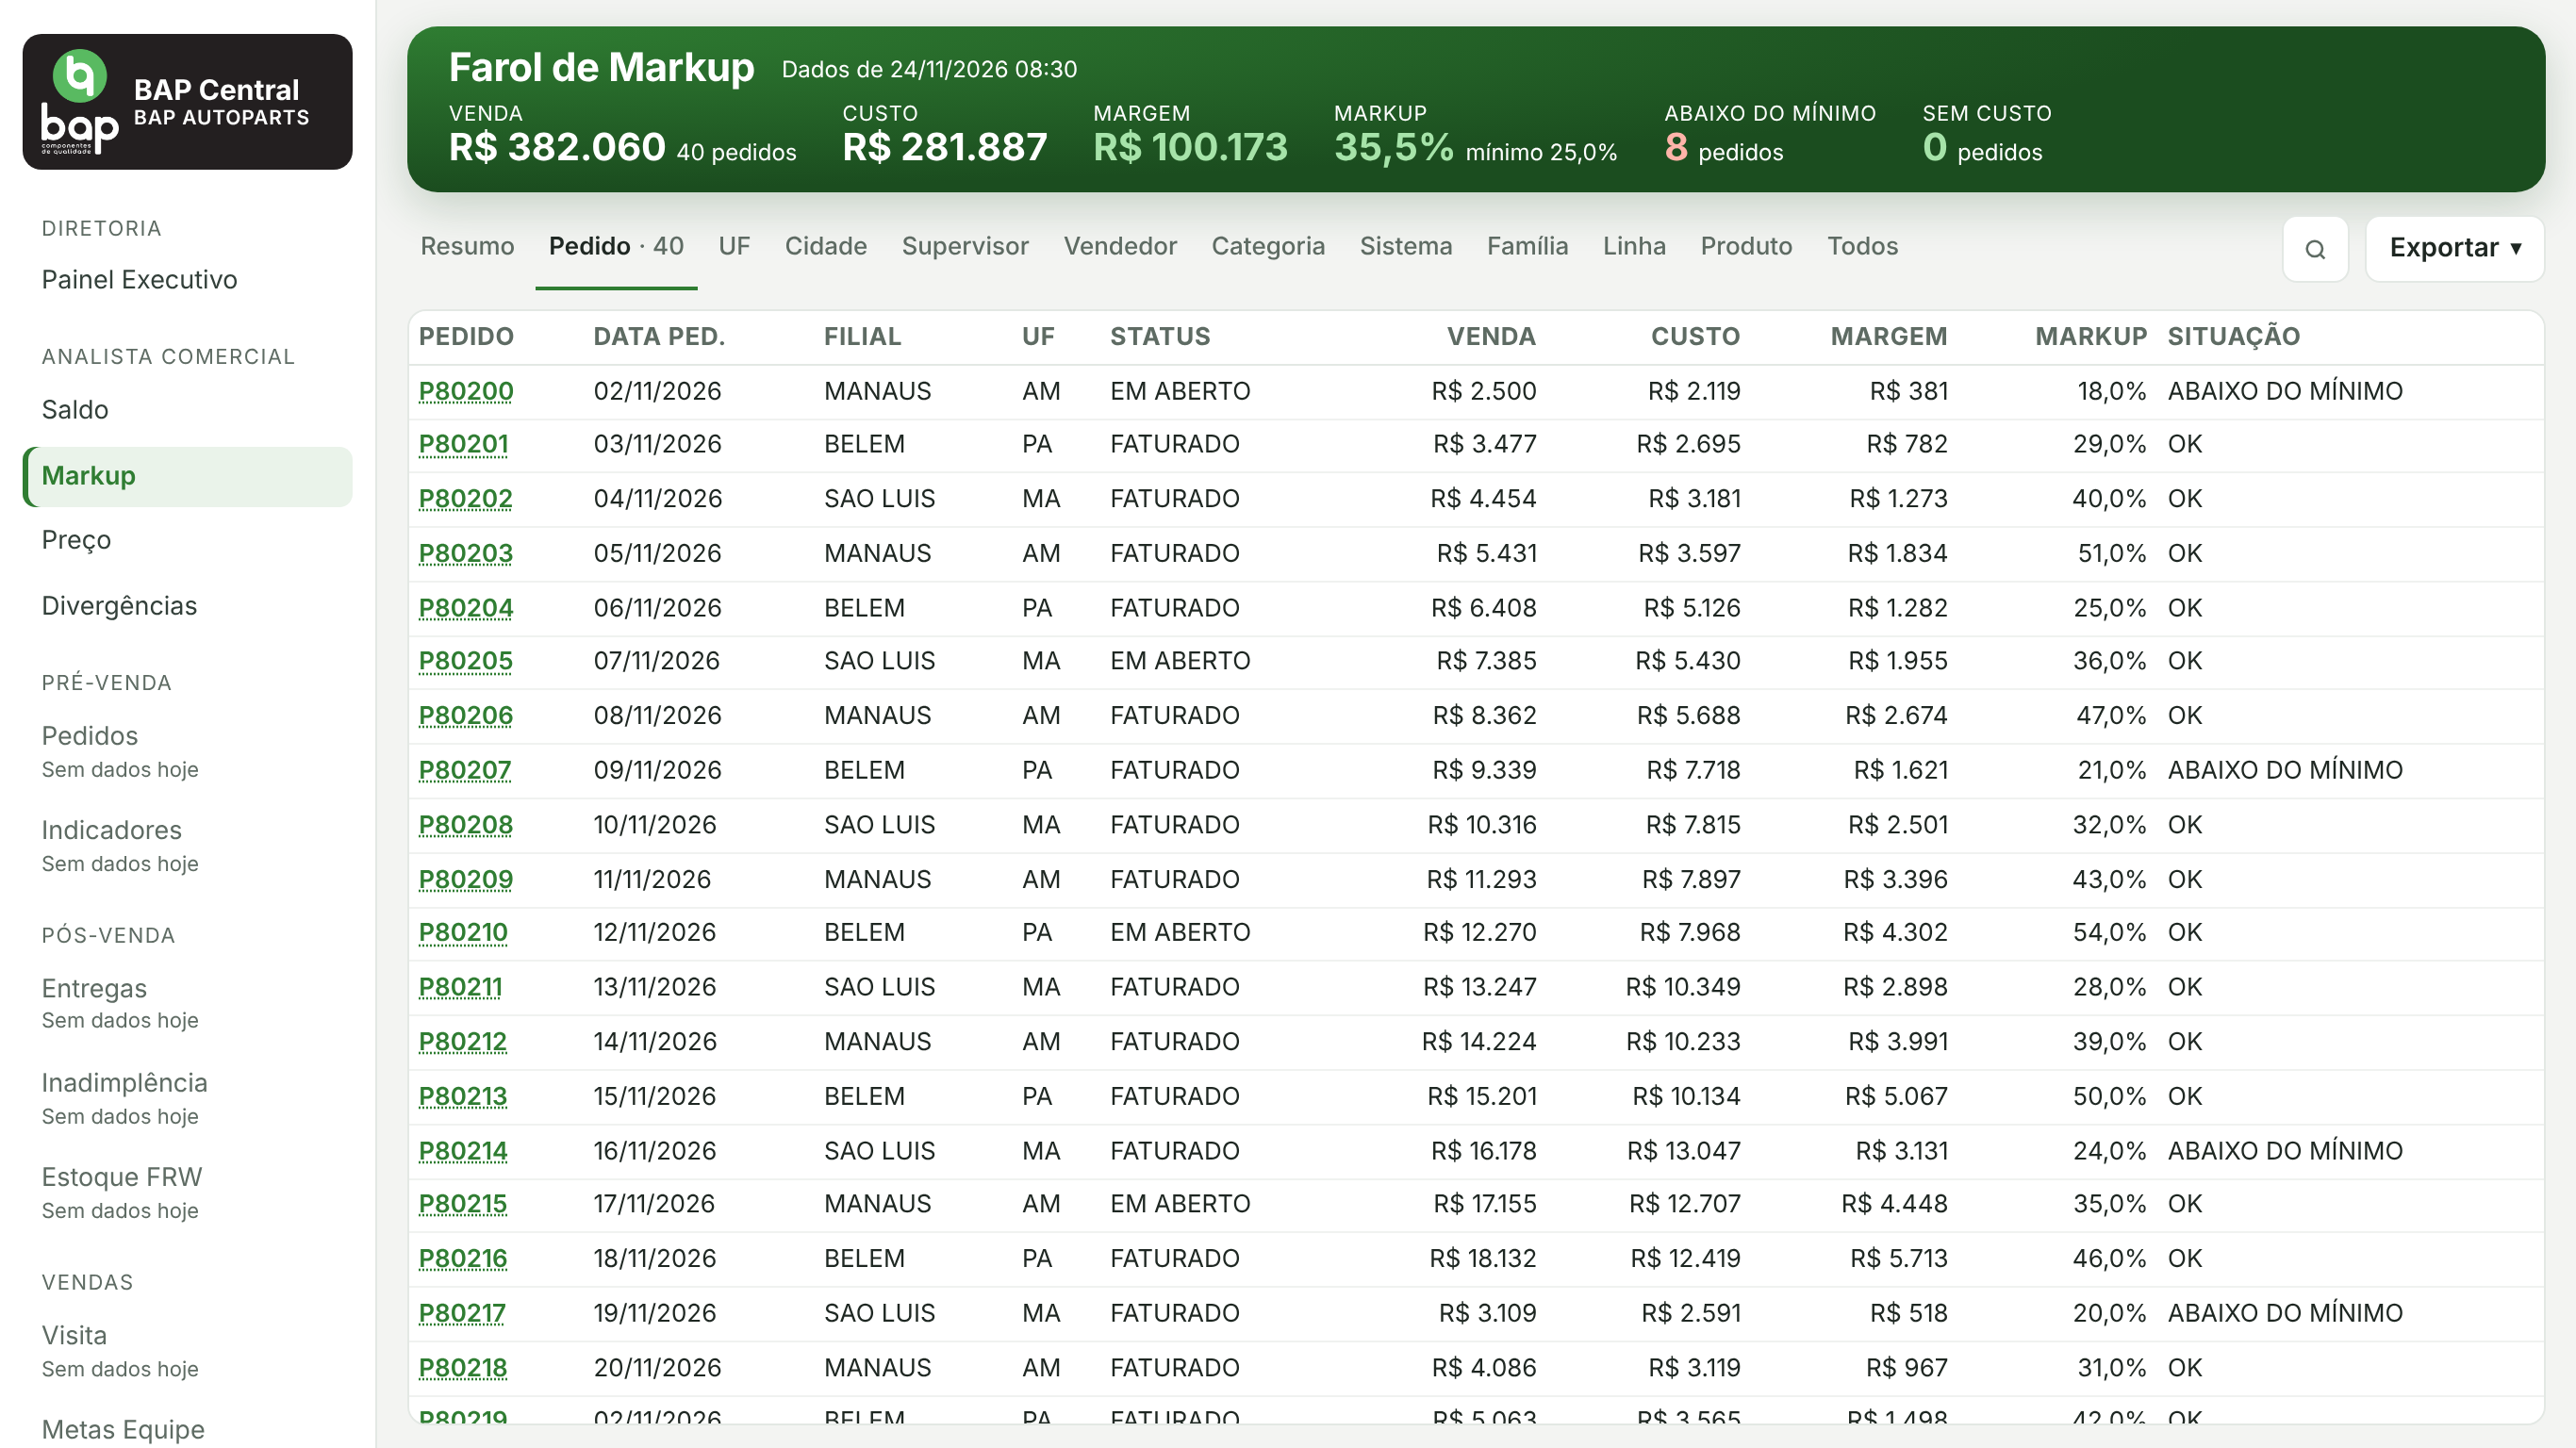 bap
componentes
de qualidade
BAP Central
BAP AUTOPARTS
DIRETORIA
Painel Executivo
ANALISTA COMERCIAL
Saldo
Markup
Preço
Divergências
PRÉ-VENDA
Pedidos
Sem dados hoje
Indicadores
Sem dados hoje
PÓS-VENDA
Entregas
Sem dados hoje
Inadimplência
Sem dados hoje
Estoque FRW
Sem dados hoje
VENDAS
Visita
Sem dados hoje
Metas Equipe
Farol de Markup Dados de 24/11/2026 08:30
VENDA CUSTO MARGEM MARKUP ABAIXO DO MÍNIMO SEM CUSTO
R$ 382.060 40 pedidos R$ 281.887 R$ 100.173 35,5% mínimo 25,0% 8 pedidos 0 pedidos
Resumo Pedido · 40 UF Cidade Supervisor Vendedor Categoria Sistema Família Linha Produto Todos Exportar ▾
PEDIDO DATA PED. FILIAL UF STATUS VENDA CUSTO MARGEM MARKUP SITUAÇÃO
P80200 02/11/2026 MANAUS AM EM ABERTO R$ 2.500 R$ 2.119 R$ 381 18,0% ABAIXO DO MÍNIMO
P80201 03/11/2026 BELEM PA FATURADO R$ 3.477 R$ 2.695 R$ 782 29,0% OK
P80202 04/11/2026 SAO LUIS MA FATURADO R$ 4.454 R$ 3.181 R$ 1.273 40,0% OK
P80203 05/11/2026 MANAUS AM FATURADO R$ 5.431 R$ 3.597 R$ 1.834 51,0% OK
P80204 06/11/2026 BELEM PA FATURADO R$ 6.408 R$ 5.126 R$ 1.282 25,0% OK
P80205 07/11/2026 SAO LUIS MA EM ABERTO R$ 7.385 R$ 5.430 R$ 1.955 36,0% OK
P80206 08/11/2026 MANAUS AM FATURADO R$ 8.362 R$ 5.688 R$ 2.674 47,0% OK
P80207 09/11/2026 BELEM PA FATURADO R$ 9.339 R$ 7.718 R$ 1.621 21,0% ABAIXO DO MÍNIMO
P80208 10/11/2026 SAO LUIS MA FATURADO R$ 10.316 R$ 7.815 R$ 2.501 32,0% OK
P80209 11/11/2026 MANAUS AM FATURADO R$ 11.293 R$ 7.897 R$ 3.396 43,0% OK
P80210 12/11/2026 BELEM PA EM ABERTO R$ 12.270 R$ 7.968 R$ 4.302 54,0% OK
P80211 13/11/2026 SAO LUIS MA FATURADO R$ 13.247 R$ 10.349 R$ 2.898 28,0% OK
P80212 14/11/2026 MANAUS AM FATURADO R$ 14.224 R$ 10.233 R$ 3.991 39,0% OK
P80213 15/11/2026 BELEM PA FATURADO R$ 15.201 R$ 10.134 R$ 5.067 50,0% OK
P80214 16/11/2026 SAO LUIS MA FATURADO R$ 16.178 R$ 13.047 R$ 3.131 24,0% ABAIXO DO MÍNIMO
P80215 17/11/2026 MANAUS AM EM ABERTO R$ 17.155 R$ 12.707 R$ 4.448 35,0% OK
P80216 18/11/2026 BELEM PA FATURADO R$ 18.132 R$ 12.419 R$ 5.713 46,0% OK
P80217 19/11/2026 SAO LUIS MA FATURADO R$ 3.109 R$ 2.591 R$ 518 20,0% ABAIXO DO MÍNIMO
P80218 20/11/2026 MANAUS AM FATURADO R$ 4.086 R$ 3.119 R$ 967 31,0% OK
P80219 02/11/2026 BELEM PA FATURADO R$ 5.063 R$ 3.565 R$ 1.498 42,0% OK